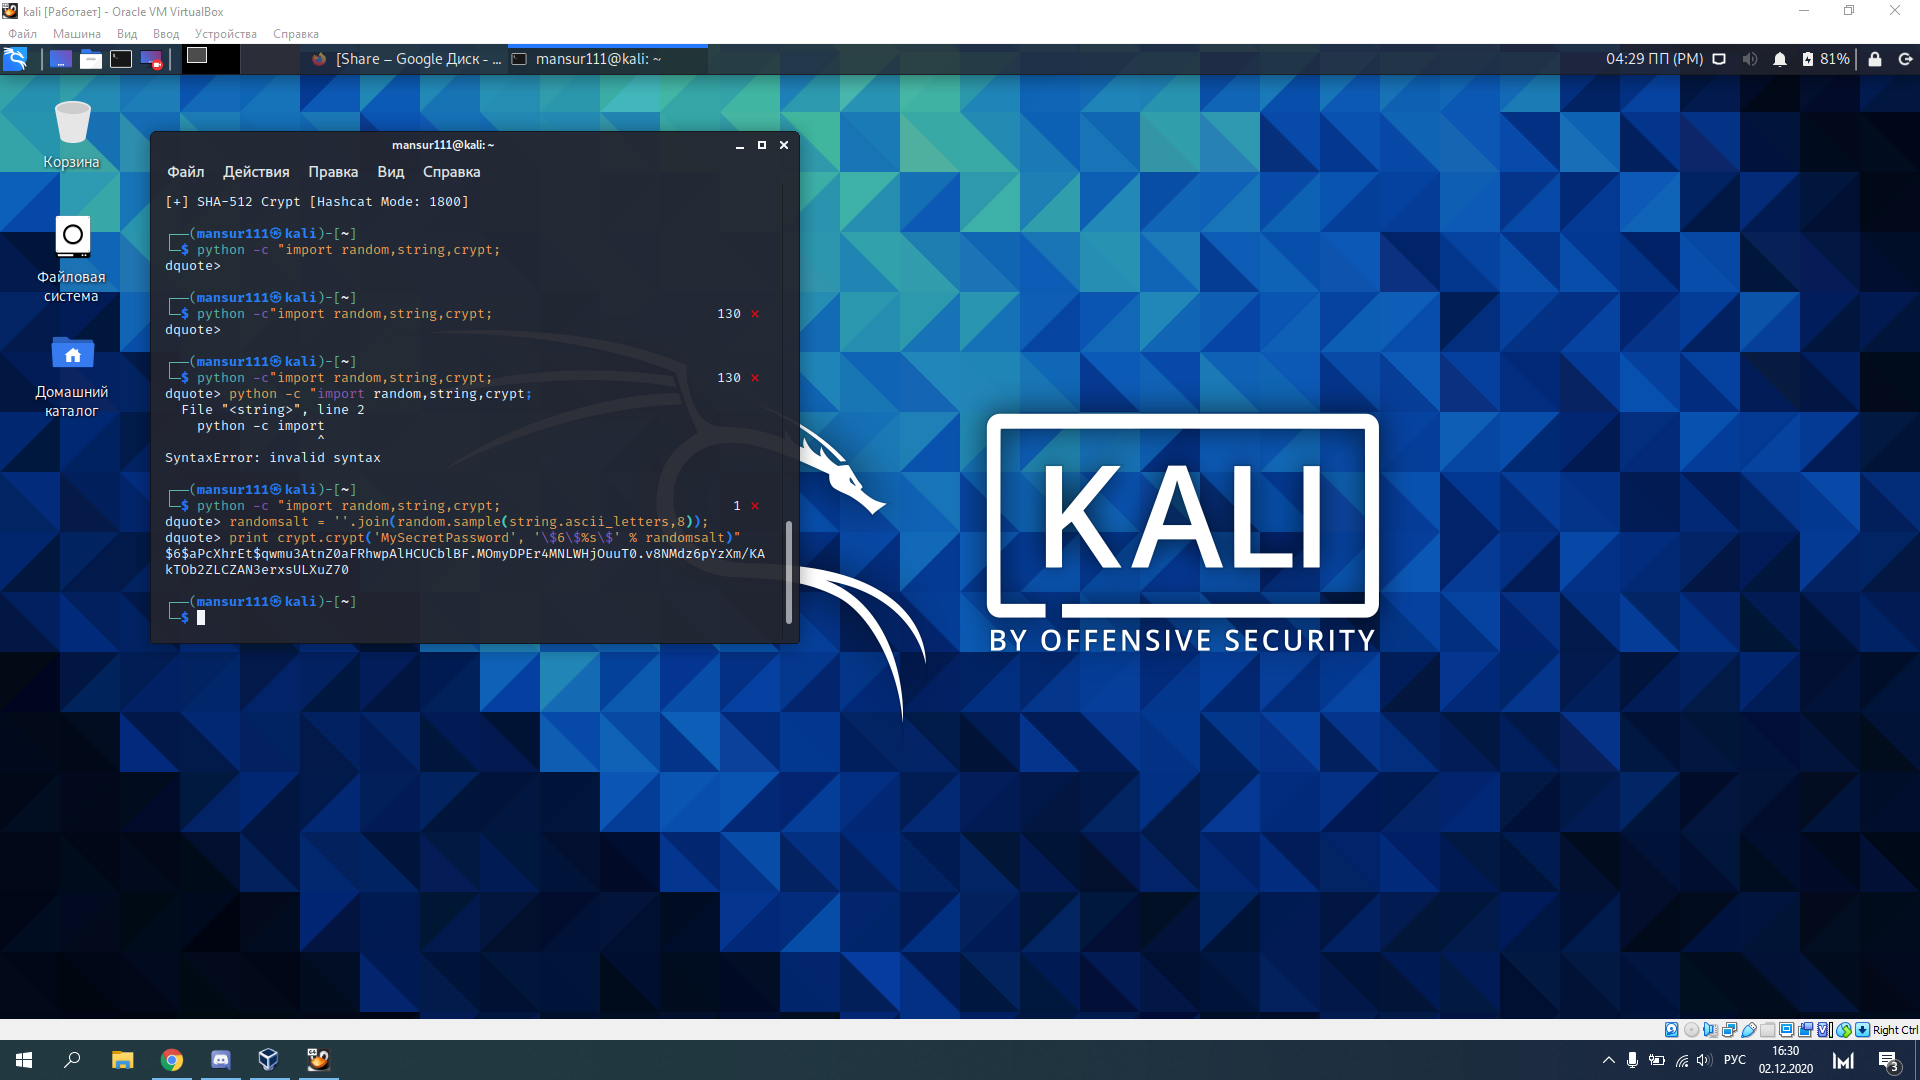 kali [Работает] - Oracle VM VirtualBox
Файл Машина Вид Ввод Устройства Справка
[Share – Google Диск - ... mansur111@kali: ~ 04:29 ПП (PM) 81%
Корзина
Файловая
система
Домашний
каталог
mansur111@kali: ~
Файл Действия Правка Вид Справка
[+] SHA-512 Crypt [Hashcat Mode: 1800]
┌──(mansur111㉿kali)-[~]
└─$ python -c "import random,string,crypt;
dquote>
┌──(mansur111㉿kali)-[~]
└─$ python -c"import random,string,crypt; 130 ⨯
dquote>
┌──(mansur111㉿kali)-[~]
└─$ python -c"import random,string,crypt; 130 ⨯
dquote> python -c "import random,string,crypt;
File "<string>", line 2
python -c import
^
SyntaxError: invalid syntax
┌──(mansur111㉿kali)-[~]
└─$ python -c "import random,string,crypt; 1 ⨯
dquote> randomsalt = ''.join(random.sample(string.ascii_letters,8));
dquote> print crypt.crypt('MySecretPassword', '\$6\$%s\$' % randomsalt)"
$6$aPcXhrEt$qwmu3AtnZ0aFRhwpAlHCUCblBF.MOmyDPEr4MNLWHjOuuT0.v8NMdz6pYzXm/KA
kTOb2ZLCZAN3erxsULXuZ70
┌──(mansur111㉿kali)-[~]
└─$
KALI
BY OFFENSIVE SECURITY
Right Ctrl
РУС 16:30
02.12.2020 3